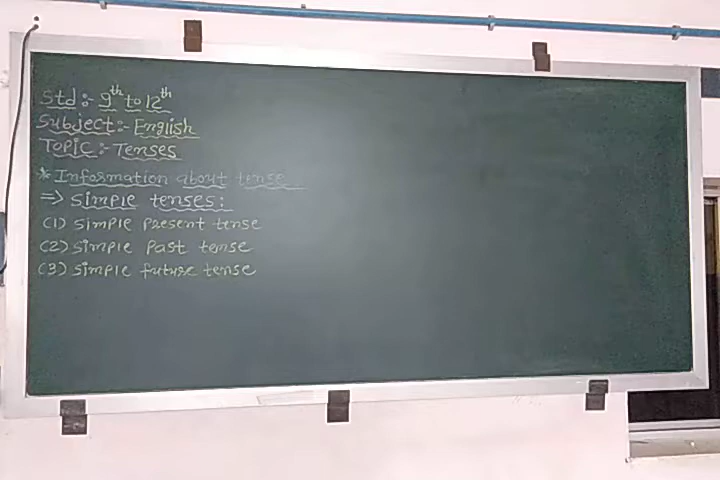 Std :- 9th to 12th
Subject:- English
Topic:- Tenses
* Information about tense
=> Simple tenses:
(1) Simple Present tense
(2) Simple Past tense
(3) Simple future tense